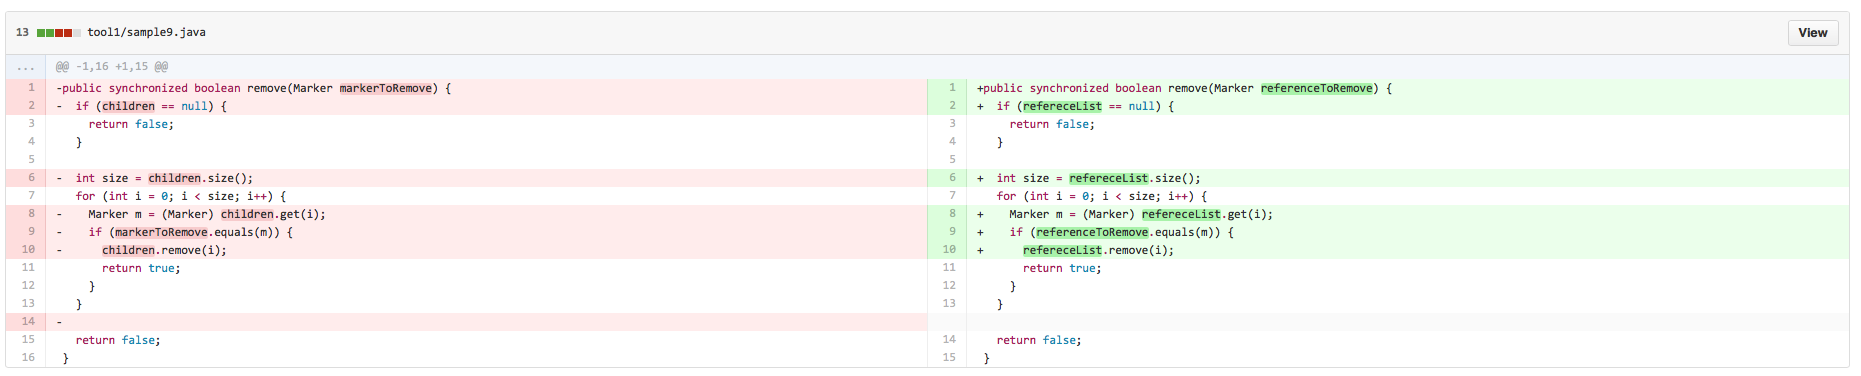 13 tool1/sample9.java View
... @@ -1,16 +1,15 @@
1 -public synchronized boolean remove(Marker markerToRemove) {
2 -  if (children == null) {
3     return false;
4   }
5
6 -  int size = children.size();
7   for (int i = 0; i < size; i++) {
8 -    Marker m = (Marker) children.get(i);
9 -    if (markerToRemove.equals(m)) {
10 -      children.remove(i);
11       return true;
12     }
13   }
14 -
15   return false;
16 }
1 +public synchronized boolean remove(Marker referenceToRemove) {
2 +  if (refereceList == null) {
3     return false;
4   }
5
6 +  int size = refereceList.size();
7   for (int i = 0; i < size; i++) {
8 +    Marker m = (Marker) refereceList.get(i);
9 +    if (referenceToRemove.equals(m)) {
10 +      refereceList.remove(i);
11       return true;
12     }
13   }
14   return false;
15 }